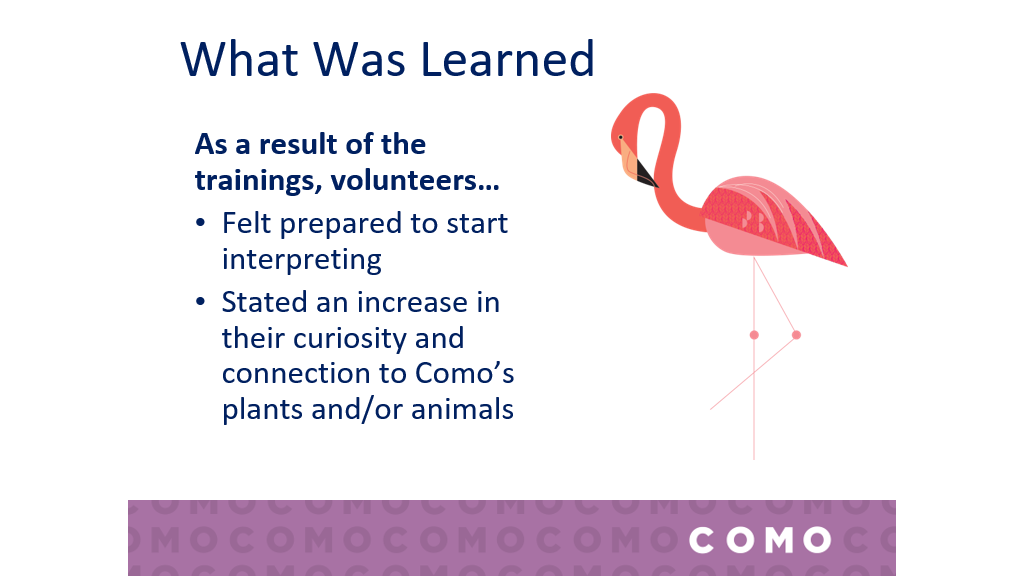 What Was Learned
As a result of the
trainings, volunteers…
• Felt prepared to start
interpreting
• Stated an increase in
their curiosity and
connection to Como’s
plants and/or animals
COMO